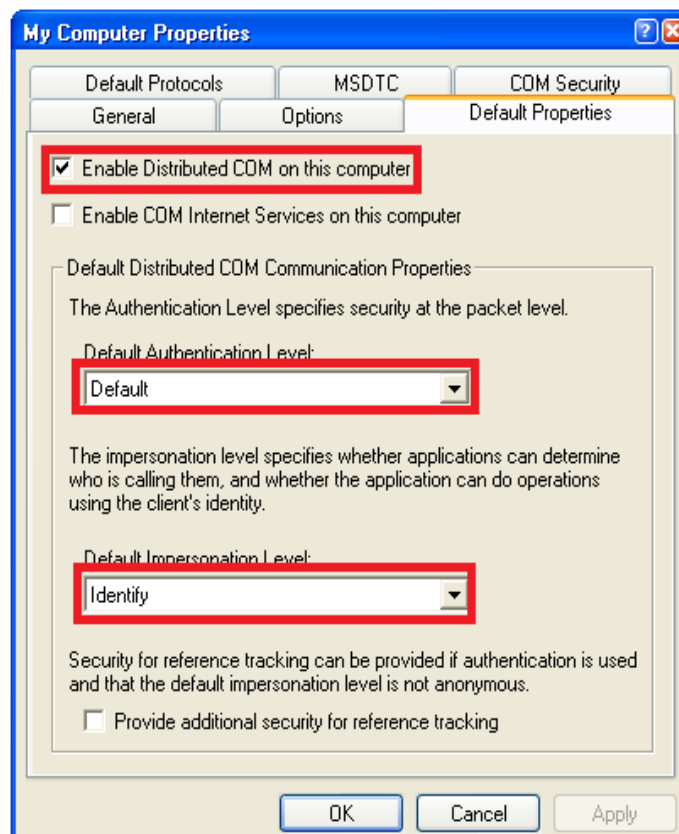 My Computer Properties
Default Protocols
MSDTC
COM Security
General
Options
Default Properties
Enable Distributed COM on this computer
Enable COM Internet Services on this computer
Default Distributed COM Communication Properties
The Authentication Level specifies security at the packet level.
Default Authentication Level:
Default
The impersonation level specifies whether applications can determine
who is calling them, and whether the application can do operations
using the client's identity.
Default Impersonation Level:
Identify
Security for reference tracking can be provided if authentication is used
and that the default impersonation level is not anonymous.
Provide additional security for reference tracking
OK
Cancel
Apply